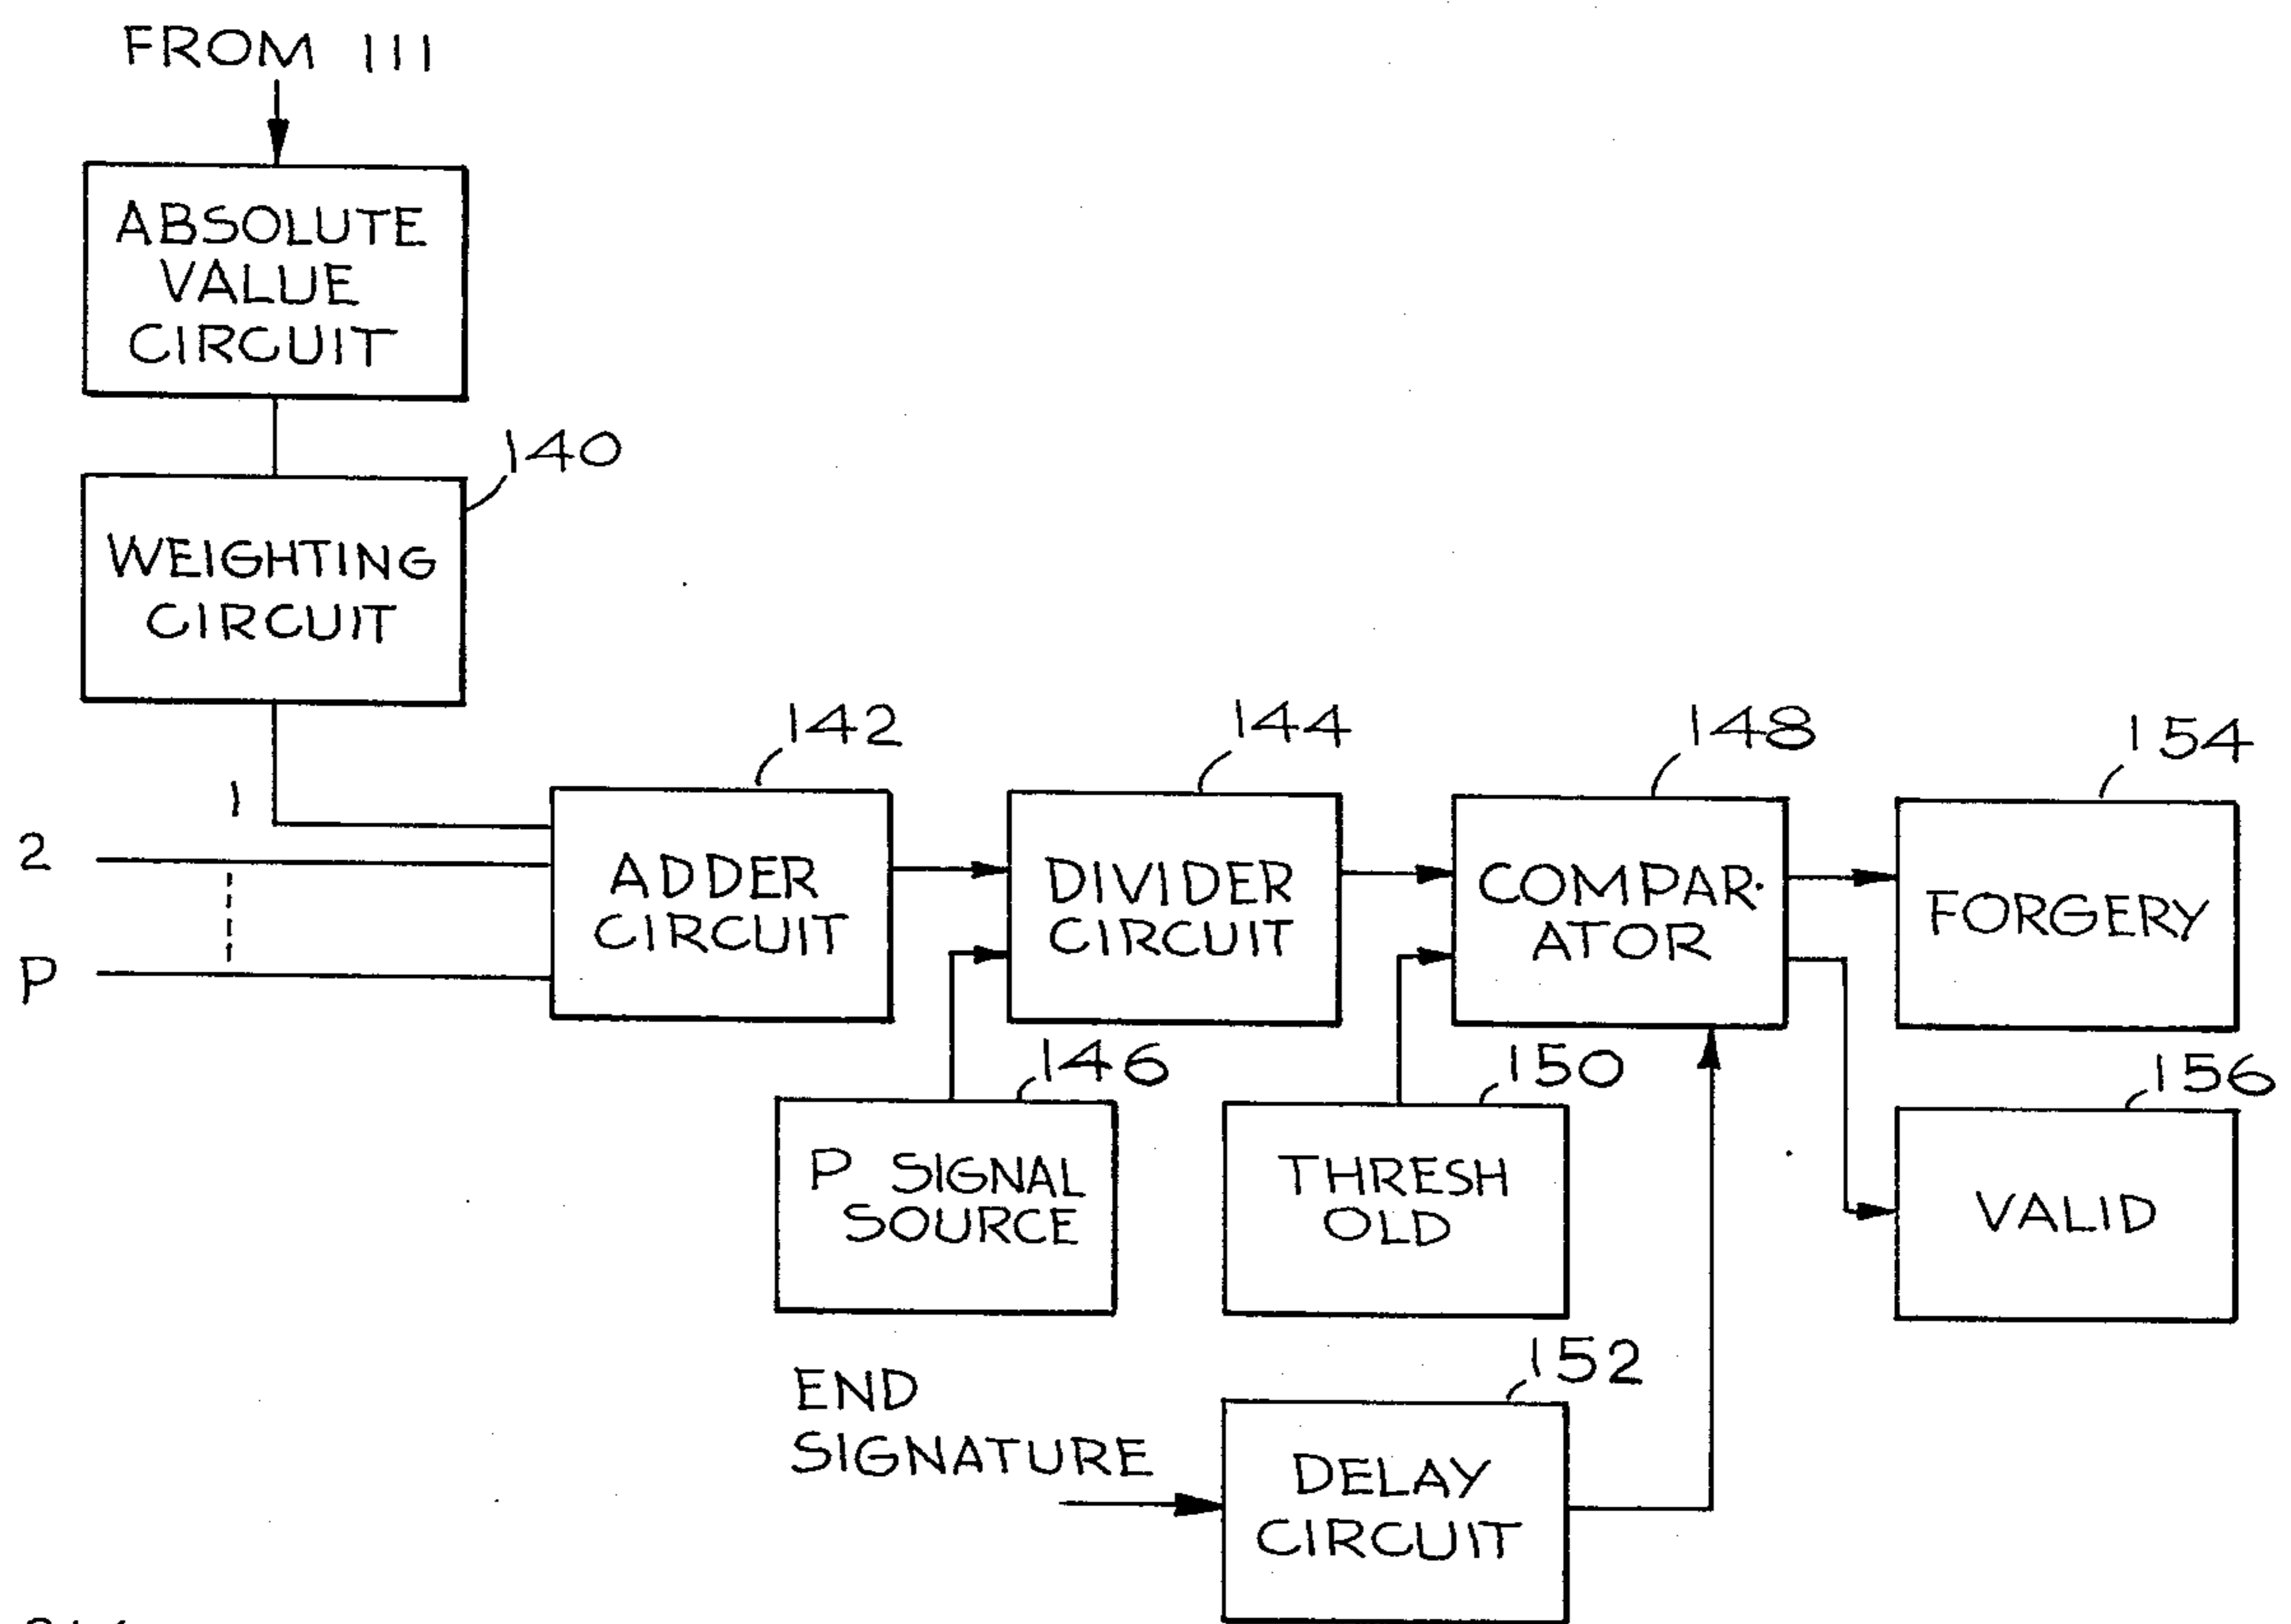 FROM 111
ABSOLUTE
VALUE
CIRCUIT
140
WEIGHTING
CIRCUIT
1
2
P
142
ADDER
CIRCUIT
144
DIVIDER
CIRCUIT
148
COMPAR-
ATOR
154
FORGERY
146
P SIGNAL
SOURCE
150
THRESH
OLD
156
VALID
END
SIGNATURE
152
DELAY
CIRCUIT